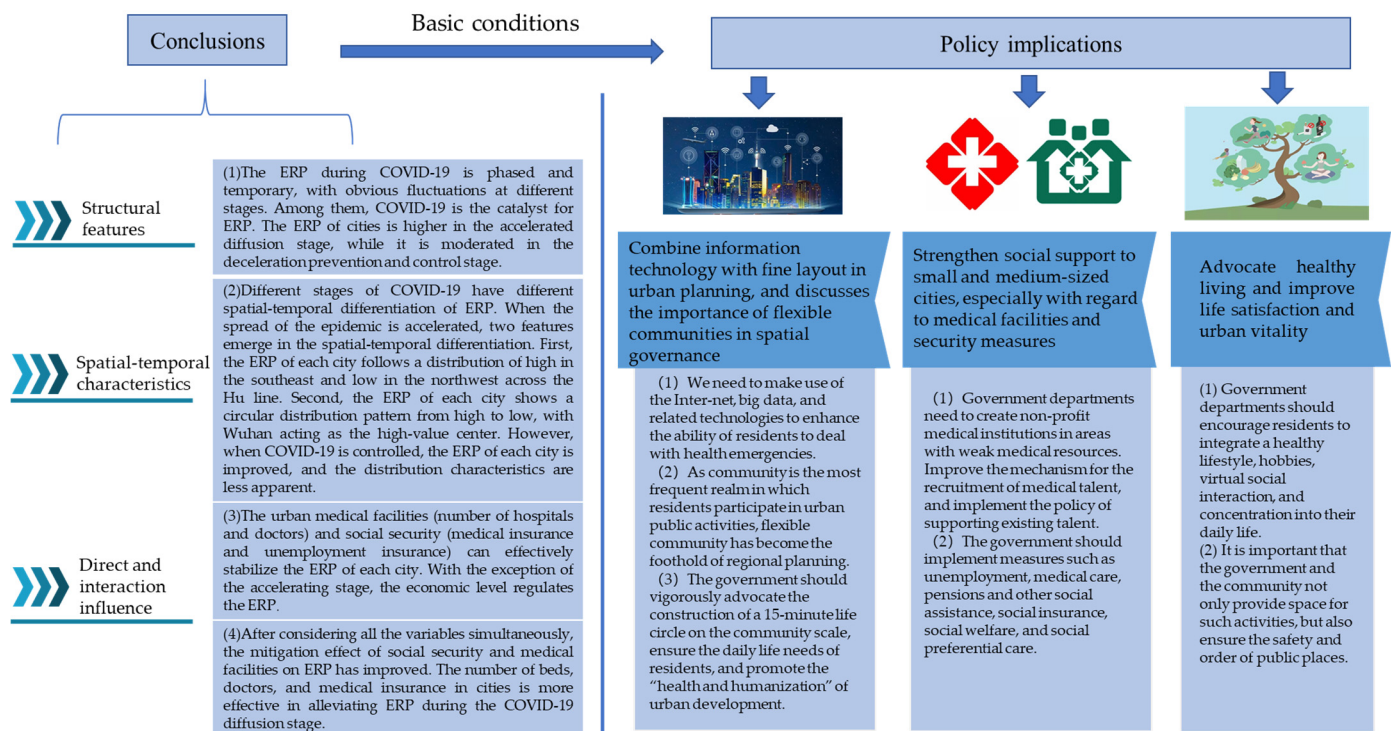 Conclusions
Basic conditions
Policy implications
Structural
features
(1)The ERP during COVID-19 is phased and
temporary, with obvious fluctuations at different
stages. Among them, COVID-19 is the catalyst for
ERP. The ERP of cities is higher in the accelerated
diffusion stage, while it is moderated in the
deceleration prevention and control stage.
Spatial-temporal
characteristics
(2)Different stages of COVID-19 have different
spatial-temporal differentiation of ERP. When the
spread of the epidemic is accelerated, two features
emerge in the spatial-temporal differentiation. First,
the ERP of each city follows a distribution of high in
the southeast and low in the northwest across the
Hu line. Second, the ERP of each city shows a
circular distribution pattern from high to low, with
Wuhan acting as the high-value center. However,
when COVID-19 is controlled, the ERP of each city is
improved, and the distribution characteristics are
less apparent.
Direct and
interaction
influence
(3)The urban medical facilities (number of hospitals
and doctors) and social security (medical insurance
and unemployment insurance) can effectively
stabilize the ERP of each city. With the exception of
the accelerating stage, the economic level regulates
the ERP.
(4)After considering all the variables simultaneously,
the mitigation effect of social security and medical
facilities on ERP has improved. The number of beds,
doctors, and medical insurance in cities is more
effective in alleviating ERP during the COVID-19
diffusion stage.
Combine information
technology with fine layout in
urban planning, and discusses
the importance of flexible
communities in spatial
governance
(1) We need to make use of
the Inter-net, big data, and
related technologies to enhance
the ability of residents to deal
with health emergencies.
(2) As community is the most
frequent realm in which
residents participate in urban
public activities, flexible
community has become the
foothold of regional planning.
(3) The government should
vigorously advocate the
construction of a 15-minute life
circle on the community scale,
ensure the daily life needs of
residents, and promote the
“health and humanization” of
urban development.
Strengthen social support to
small and medium-sized
cities, especially with regard
to medical facilities and
security measures
(1) Government departments
need to create non-profit
medical institutions in areas
with weak medical resources.
Improve the mechanism for the
recruitment of medical talent,
and implement the policy of
supporting existing talent.
(2) The government should
implement measures such as
unemployment, medical care,
pensions and other social
assistance, social insurance,
social welfare, and social
preferential care.
Advocate healthy
living and improve
life satisfaction and
urban vitality
(1) Government
departments should
encourage residents to
integrate a healthy
lifestyle, hobbies,
virtual social
interaction, and
concentration into their
daily life.
(2) It is important that
the government and
the community not
only provide space for
such activities, but also
ensure the safety and
order of public places.